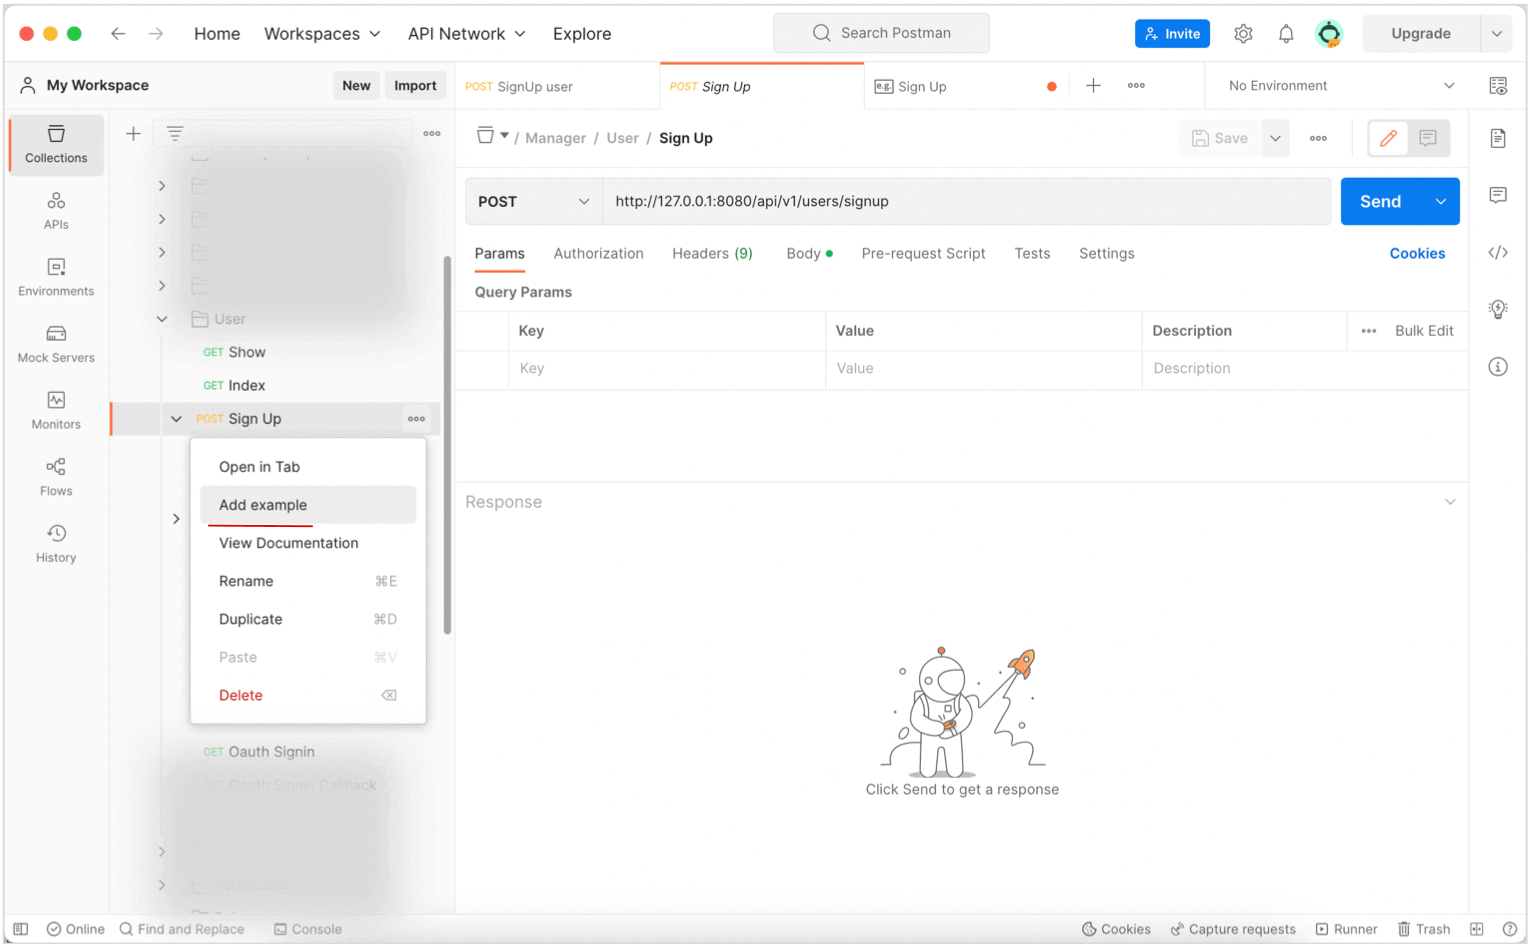 Home Workspaces API Network Explore Search Postman Invite Upgrade
My Workspace New Import
POST SignUp user POST Sign Up e.g. Sign Up No Environment
Collections
APIs
Environments
Mock Servers
Monitors
Flows
History
User
GET Show
GET Index
POST Sign Up
Open in Tab
Add example
View Documentation
Rename ⌘E
Duplicate ⌘D
Paste ⌘V
Delete ⌫
GET Oauth Signin
Oauth Signin Callback
/ Manager / User / Sign Up Save
POST http://127.0.0.1:8080/api/v1/users/signup Send
Params Authorization Headers (9) Body Pre-request Script Tests Settings Cookies
Query Params
Key Value Description Bulk Edit
Key Value Description
Response
Click Send to get a response
Online Find and Replace Console Cookies Capture requests Runner Trash